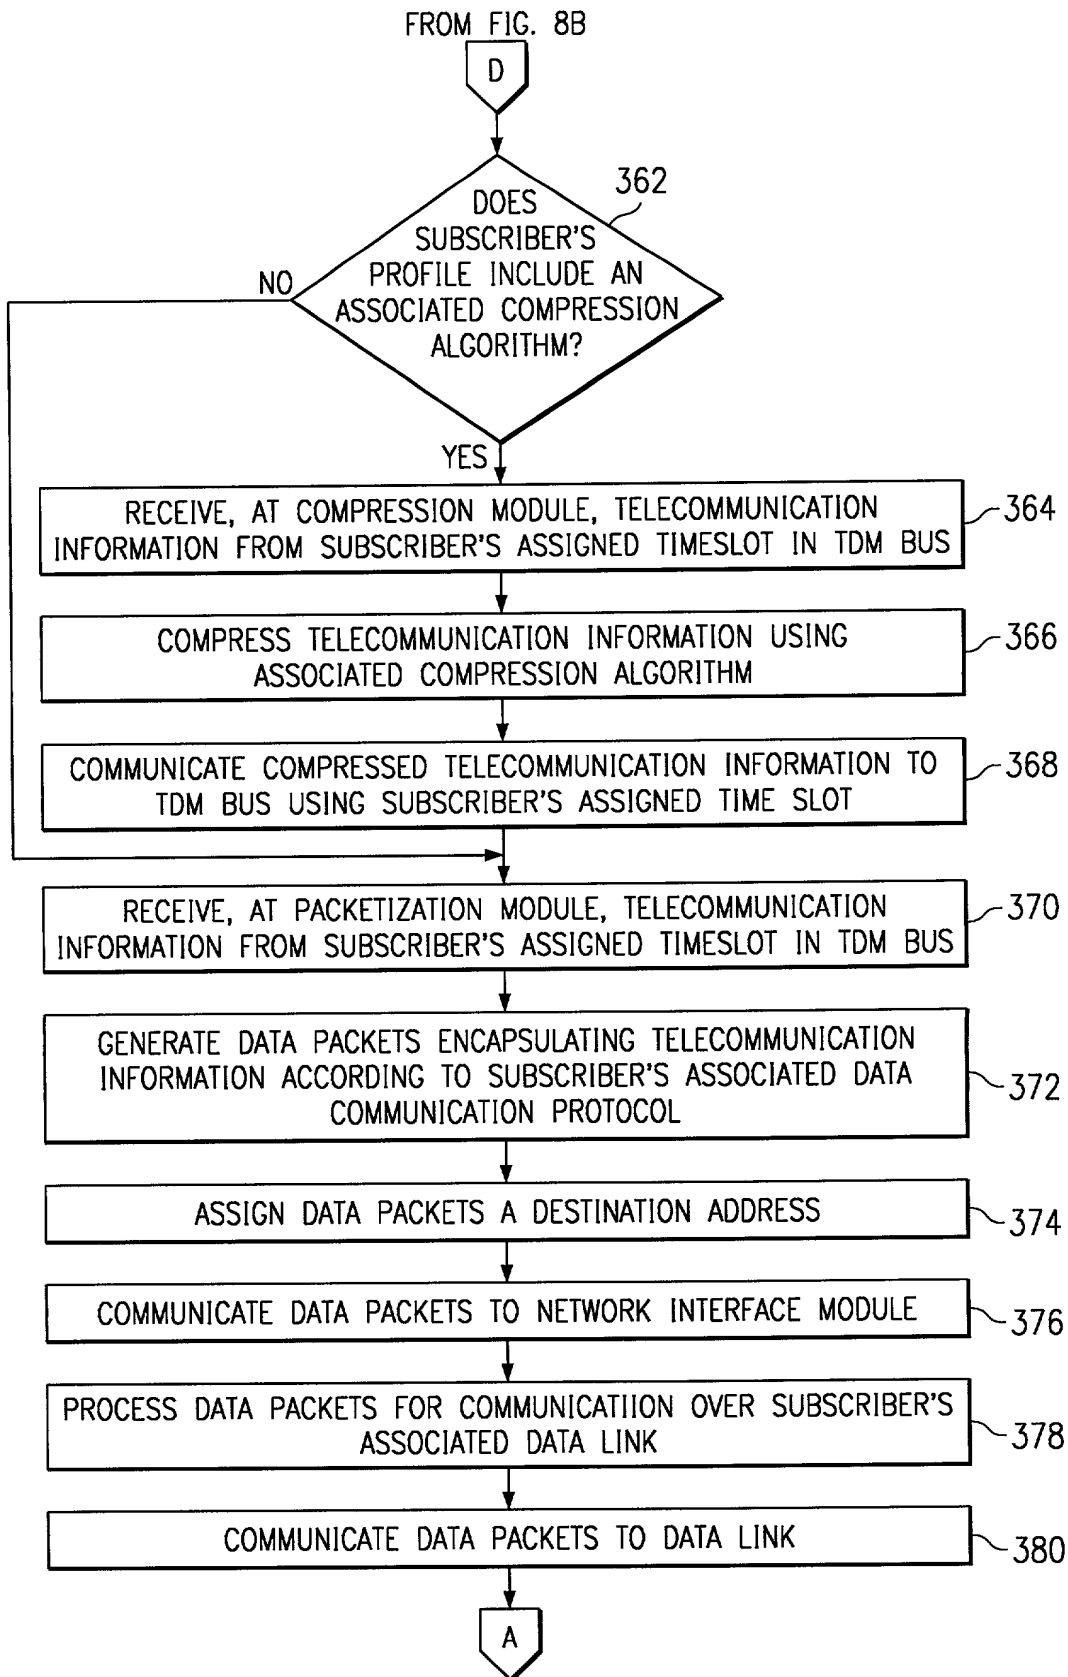 FROM FIG. 8B
D
362
DOES
SUBSCRIBER'S
PROFILE INCLUDE AN
ASSOCIATED COMPRESSION
ALGORITHM?
NO
YES
RECEIVE, AT COMPRESSION MODULE, TELECOMMUNICATION
INFORMATION FROM SUBSCRIBER'S ASSIGNED TIMESLOT IN TDM BUS
364
COMPRESS TELECOMMUNICATION INFORMATION USING
ASSOCIATED COMPRESSION ALGORITHM
366
COMMUNICATE COMPRESSED TELECOMMUNICATION INFORMATION TO
TDM BUS USING SUBSCRIBER'S ASSIGNED TIME SLOT
368
RECEIVE, AT PACKETIZATION MODULE, TELECOMMUNICATION
INFORMATION FROM SUBSCRIBER'S ASSIGNED TIMESLOT IN TDM BUS
370
GENERATE DATA PACKETS ENCAPSULATING TELECOMMUNICATION
INFORMATION ACCORDING TO SUBSCRIBER'S ASSOCIATED DATA
COMMUNICATION PROTOCOL
372
ASSIGN DATA PACKETS A DESTINATION ADDRESS
374
COMMUNICATE DATA PACKETS TO NETWORK INTERFACE MODULE
376
PROCESS DATA PACKETS FOR COMMUNICATIION OVER SUBSCRIBER'S
ASSOCIATED DATA LINK
378
COMMUNICATE DATA PACKETS TO DATA LINK
380
A